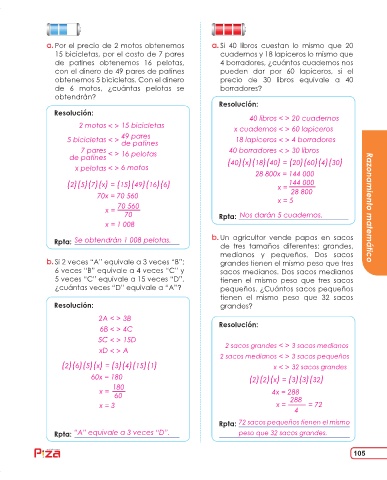 a. Por el precio de 2 motos obtenemos
15 bicicletas, por el costo de 7 pares
de patines obtenemos 16 pelotas,
con el dinero de 49 pares de patines
obtenemos 5 bicicletas. Con el dinero
de 6 motos, ¿cuántas pelotas se
obtendrán?
Resolución:
2 motos < > 15 bicicletas
5 bicicletas < > 49 pares
de patines
7 pares
de patines < > 16 pelotas
x pelotas < > 6 motos
(2)(5)(7)(x) = (15)(49)(16)(6)
70x = 70 560
x = 70 560
70
x = 1 008
Rpta: Se obtendrán 1 008 pelotas.
b. Si 2 veces “A” equivale a 3 veces “B”;
6 veces “B” equivale a 4 veces “C” y
5 veces “C” equivale a 15 veces “D”,
¿cuántas veces “D” equivale a “A”?
Resolución:
2A < > 3B
6B < > 4C
5C < > 15D
xD < > A
(2)(6)(5)(x) = (3)(4)(15)(1)
60x = 180
x = 180
60
x = 3
Rpta: “A” equivale a 3 veces “D”.
a. Si 40 libros cuestan lo mismo que 20
cuadernos y 18 lapiceros lo mismo que
4 borradores, ¿cuántos cuadernos nos
pueden dar por 60 lapiceros, si el
precio de 30 libros equivale a 40
borradores?
Resolución:
40 libros < > 20 cuadernos
x cuadernos < > 60 lapiceros
18 lapiceros < > 4 borradores
40 borradores < > 30 libros
(40)(x)(18)(40) = (20)(60)(4)(30)
28 800x = 144 000
x = 144 000
28 800
x = 5
Rpta: Nos darán 5 cuadernos.
b. Un agricultor vende papas en sacos
de tres tamaños diferentes: grandes,
medianos y pequeños. Dos sacos
grandes tienen el mismo peso que tres
sacos medianos. Dos sacos medianos
tienen el mismo peso que tres sacos
pequeños. ¿Cuántos sacos pequeños
tienen el mismo peso que 32 sacos
grandes?
Resolución:
2 sacos grandes < > 3 sacos medianos
2 sacos medianos < > 3 sacos pequeños
x < > 32 sacos grandes
(2)(2)(x) = (3)(3)(32)
4x = 288
x = 288 = 72
4
Rpta: 72 sacos pequeños tienen el mismo
peso que 32 sacos grandes.
Razonamiento matemático
105